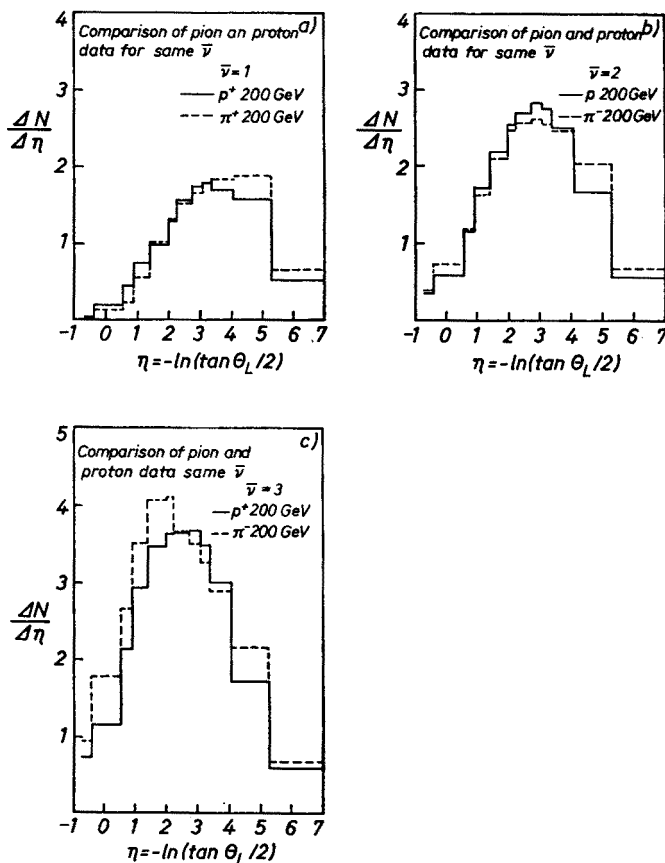 a)
Comparison of pion an proton
data for same ν̄
ν̄=1
p⁺ 200 GeV
π⁺ 200 GeV
4
3
ΔN
Δη
2
1
-1 0 1 2 3 4 5 6 7
η=-ln(tan θ_L/2)
b)
Comparison of pion and proton
data for same ν̄
ν̄=2
p 200 GeV
π⁻ 200 GeV
4
3
2
1
-1 0 1 2 3 4 5 6 7
η=-ln(tan θ_L/2)
c)
Comparison of pion and
proton data same ν̄
ν̄=3
p⁺ 200 GeV
π⁻ 200 GeV
5
4
3
ΔN
Δη
2
1
-1 0 1 2 3 4 5 6 7
η=-ln(tan θ_L/2)